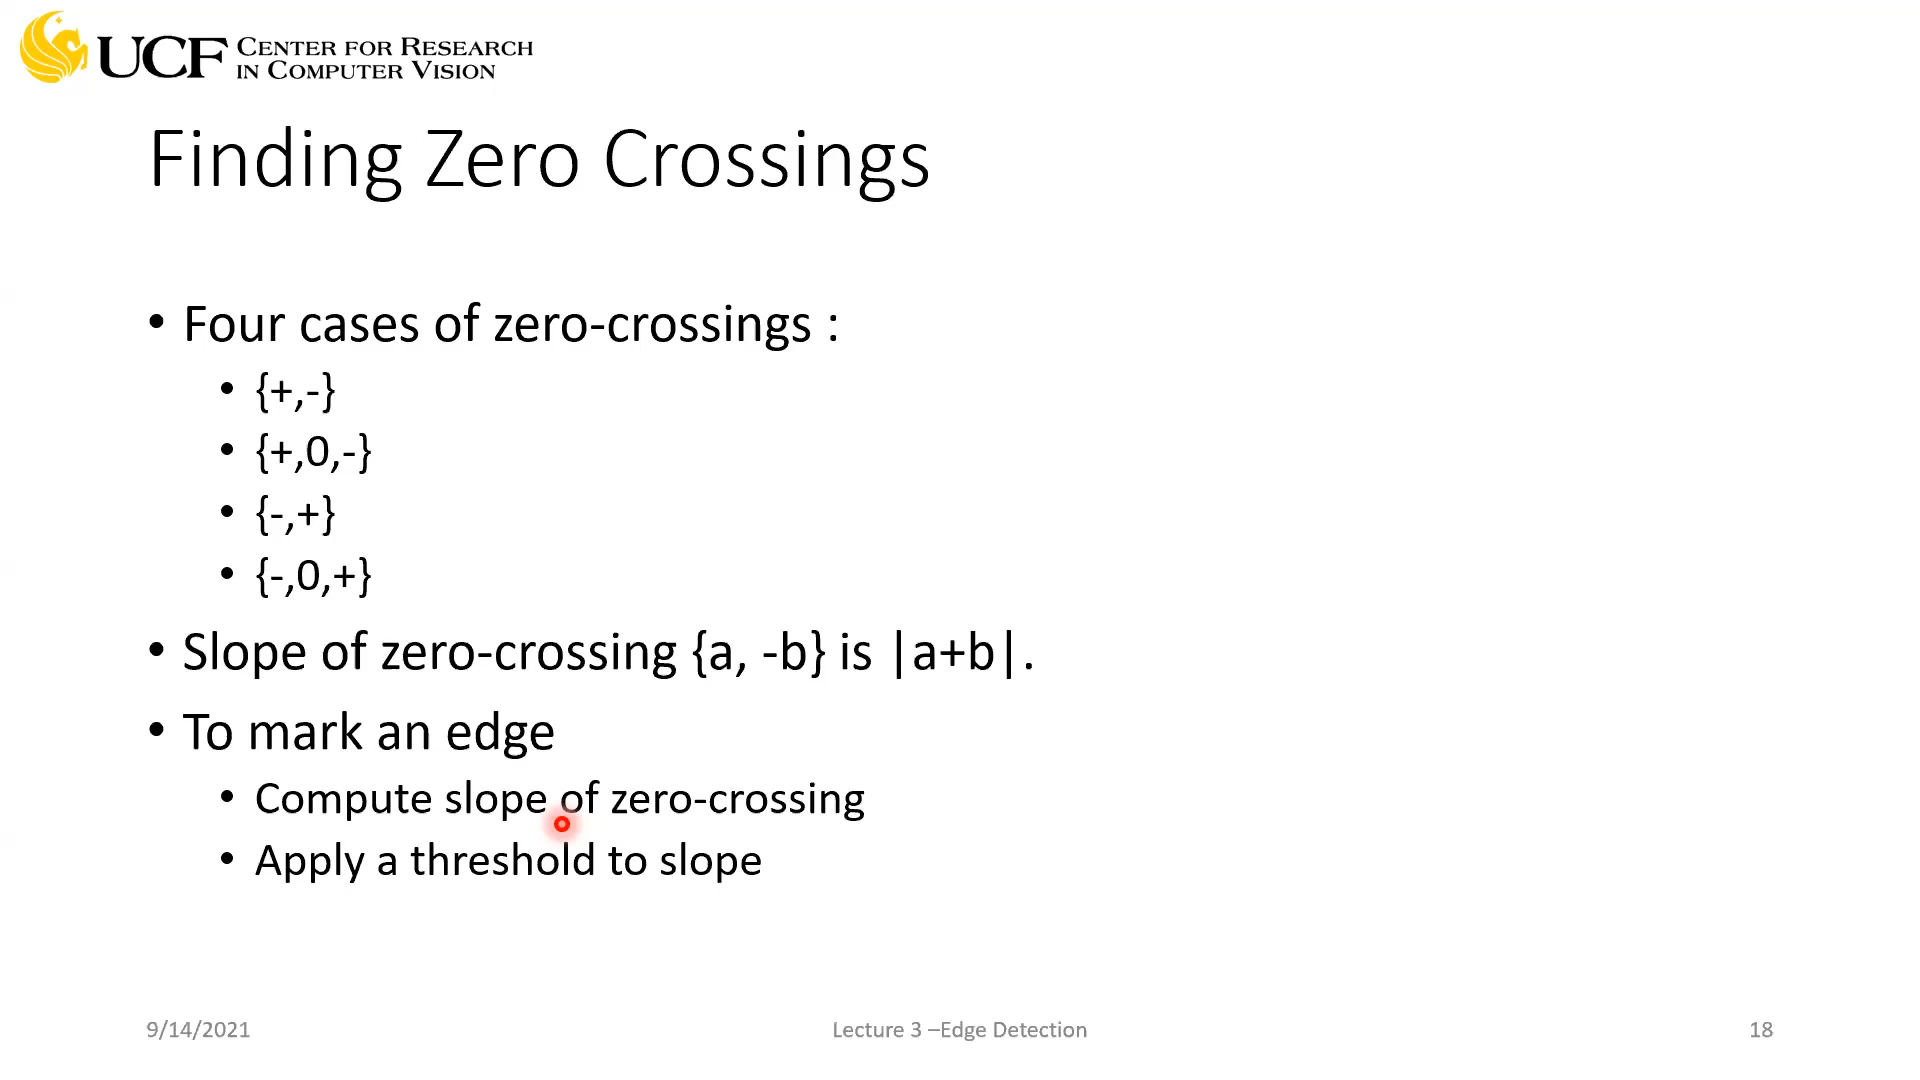 UCF CENTER FOR RESEARCH
IN COMPUTER VISION
Finding Zero Crossings
• Four cases of zero-crossings :
• {+,-}
• {+,0,-}
• {-,+}
• {-,0,+}
• Slope of zero-crossing {a, -b} is |a+b|.
• To mark an edge
• Compute slope of zero-crossing
• Apply a threshold to slope
9/14/2021
Lecture 3 –Edge Detection
18